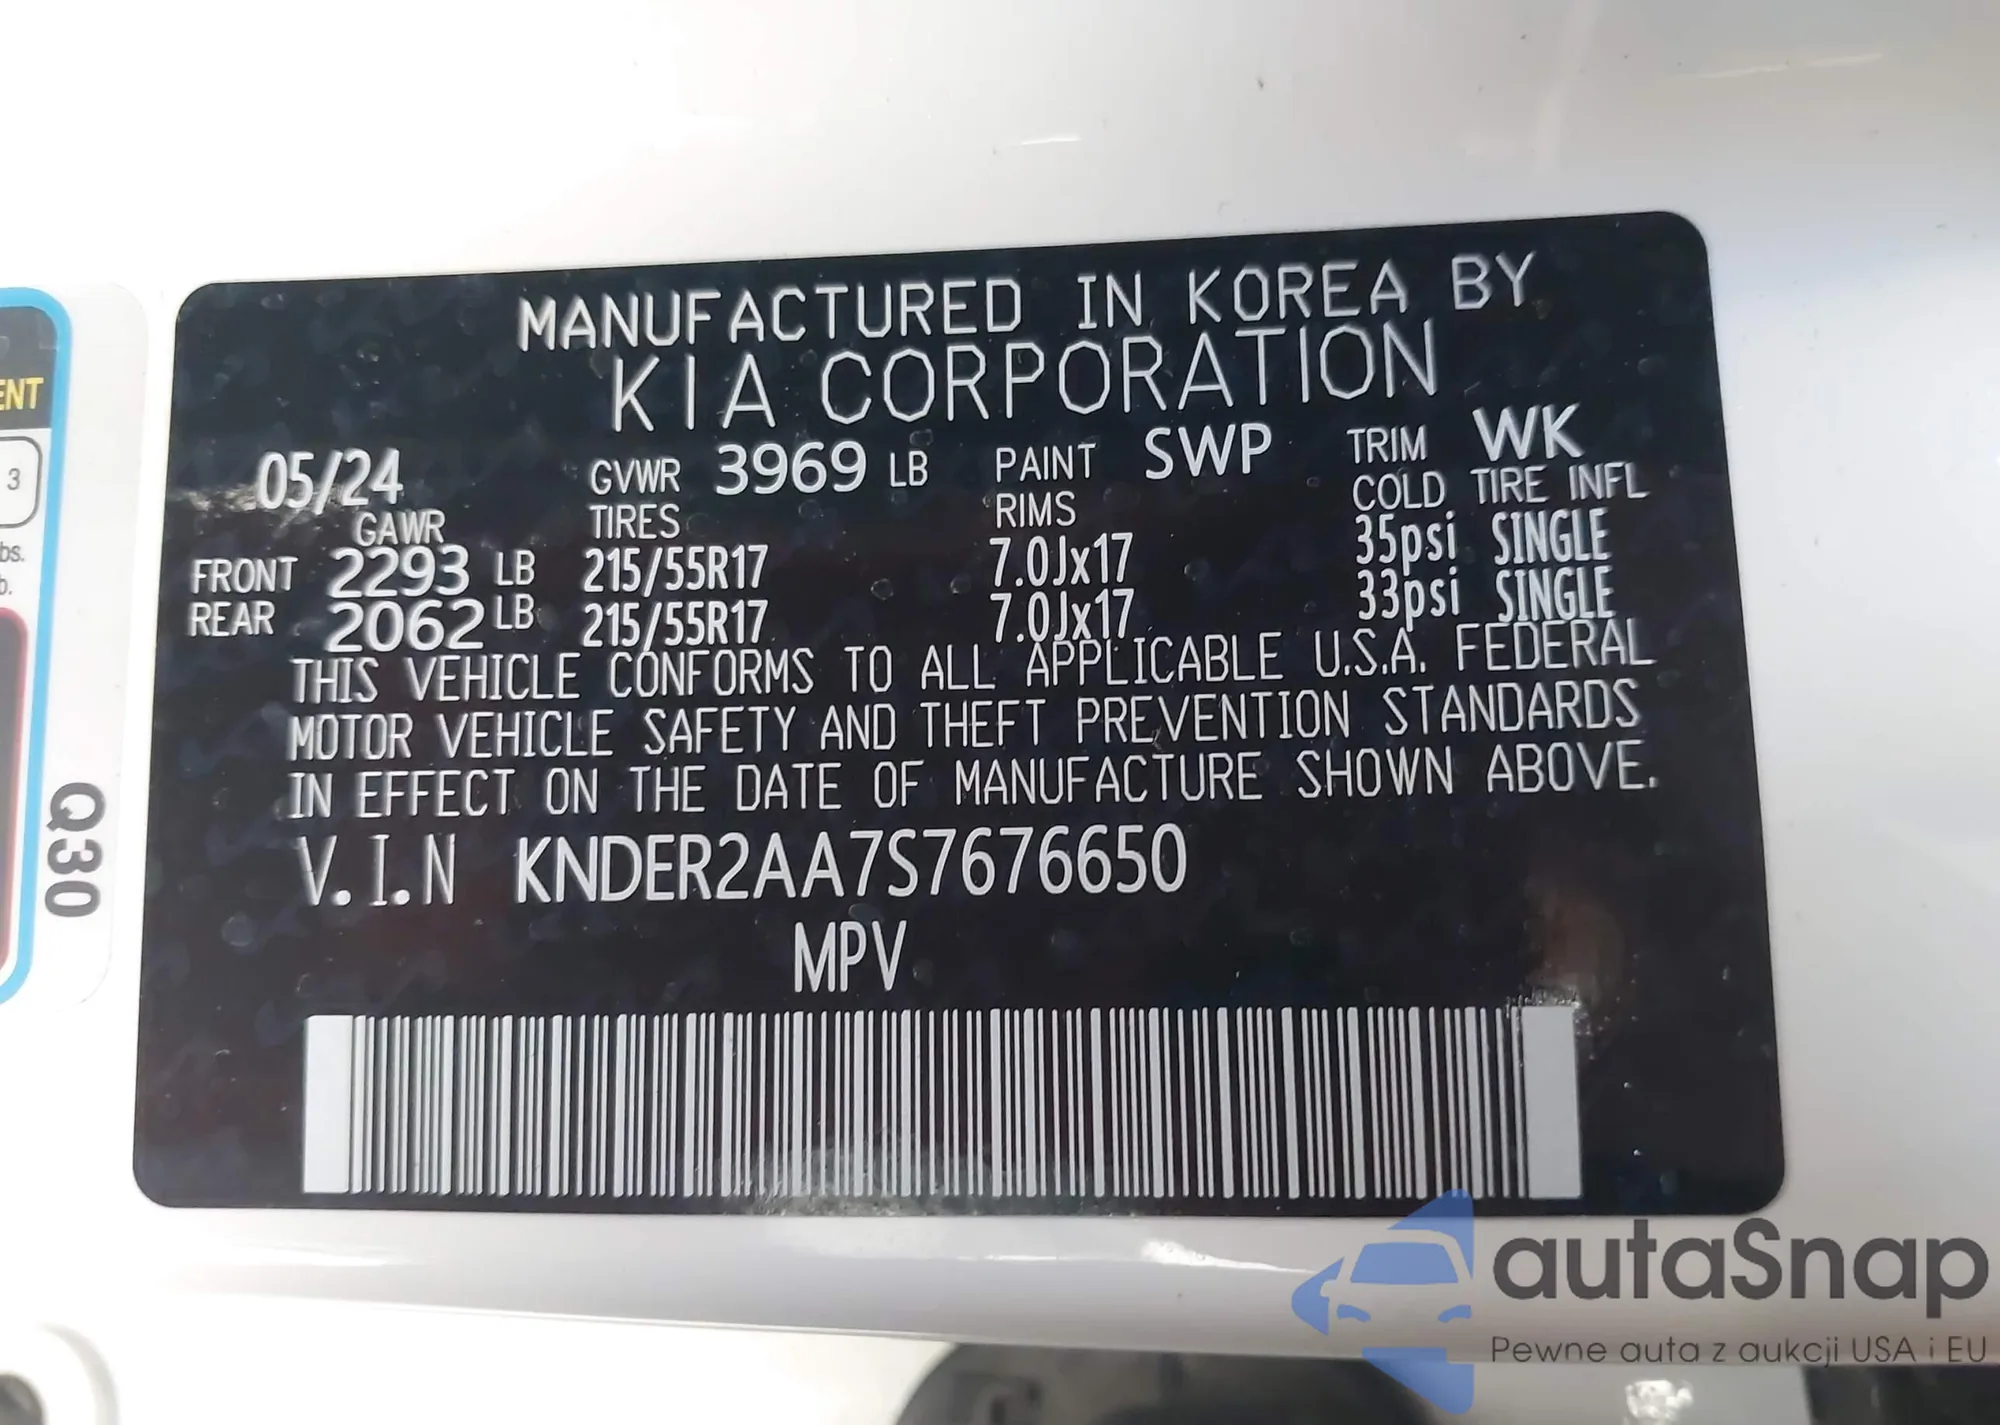 MANUFACTURED IN KOREA BY
KIA CORPORATION
05/24 GVWR 3969 LB PAINT SWP TRIM WK
GAWR TIRES RIMS COLD TIRE INFL
FRONT 2293 LB 215/55R17 7.0Jx17 35psi SINGLE
REAR 2062 LB 215/55R17 7.0Jx17 33psi SINGLE
THIS VEHICLE CONFORMS TO ALL APPLICABLE U.S.A. FEDERAL
MOTOR VEHICLE SAFETY AND THEFT PREVENTION STANDARDS
IN EFFECT ON THE DATE OF MANUFACTURE SHOWN ABOVE.
V.I.N KNDER2AA7S7676650
MPV
ENT
3
bs.
b.
Q30
autaSnap
Pewne auta z aukcji USA i EU